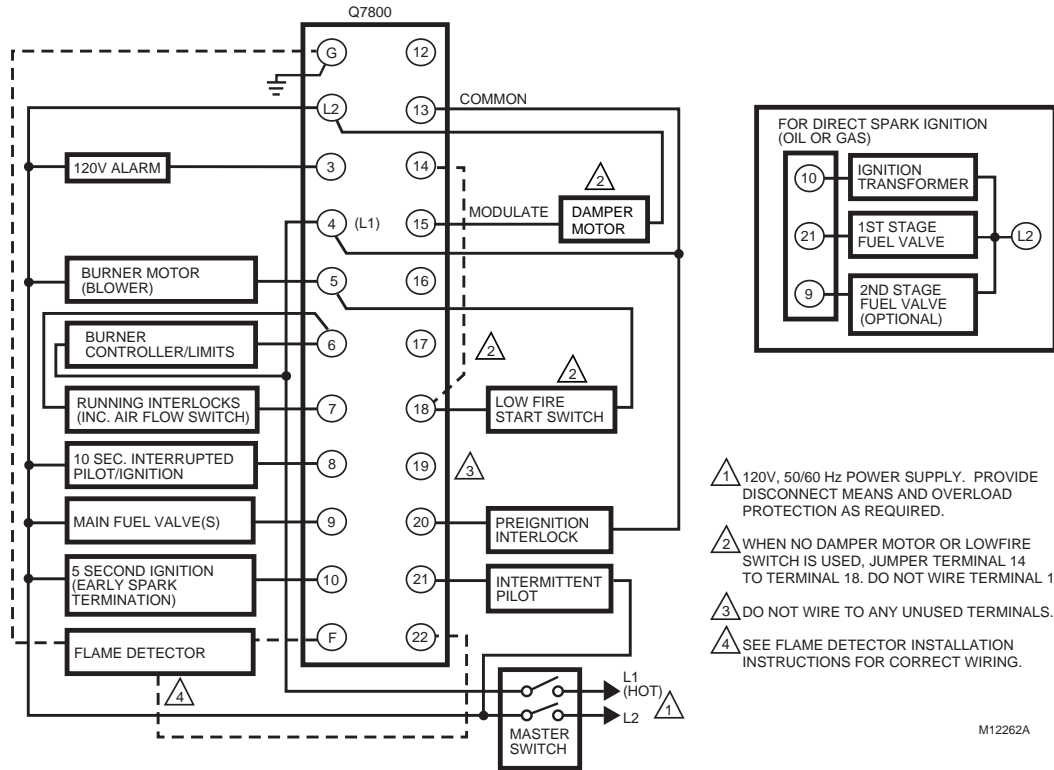 Q7800
G
12
L2
13
COMMON
120V ALARM
3
14
2
4
(L1)
15
MODULATE
DAMPER
MOTOR
BURNER MOTOR
(BLOWER)
5
16
BURNER
CONTROLLER/LIMITS
6
17
2
2
RUNNING INTERLOCKS
(INC. AIR FLOW SWITCH)
7
18
LOW FIRE
START SWITCH
10 SEC. INTERRUPTED
PILOT/IGNITION
8
19
3
MAIN FUEL VALVE(S)
9
20
PREIGNITION
INTERLOCK
5 SECOND IGNITION
(EARLY SPARK
TERMINATION)
10
21
INTERMITTENT
PILOT
FLAME DETECTOR
F
22
4
L1
(HOT)
L2
1
MASTER
SWITCH
FOR DIRECT SPARK IGNITION
(OIL OR GAS)
10
IGNITION
TRANSFORMER
21
1ST STAGE
FUEL VALVE
L2
9
2ND STAGE
FUEL VALVE
(OPTIONAL)
1 120V, 50/60 Hz POWER SUPPLY. PROVIDE
DISCONNECT MEANS AND OVERLOAD
PROTECTION AS REQUIRED.
2 WHEN NO DAMPER MOTOR OR LOWFIRE
SWITCH IS USED, JUMPER TERMINAL 14
TO TERMINAL 18. DO NOT WIRE TERMINAL 1
3 DO NOT WIRE TO ANY UNUSED TERMINALS.
4 SEE FLAME DETECTOR INSTALLATION
INSTRUCTIONS FOR CORRECT WIRING.
M12262A